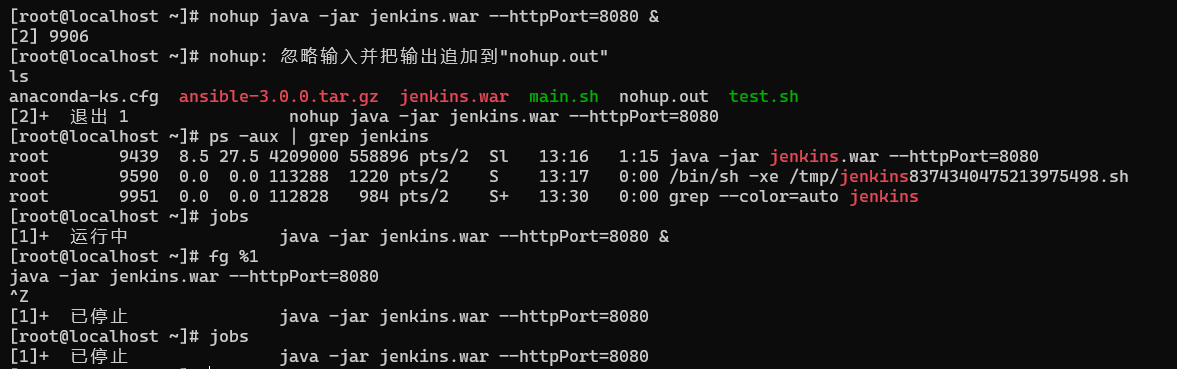 [root@localhost ~]# nohup java -jar jenkins.war --httpPort=8080 &
[2] 9906
[root@localhost ~]# nohup: 忽略输入并把输出追加到"nohup.out"
ls
anaconda-ks.cfg  ansible-3.0.0.tar.gz  jenkins.war  main.sh  nohup.out  test.sh
[2]+  退出 1                nohup java -jar jenkins.war --httpPort=8080
[root@localhost ~]# ps -aux | grep jenkins
root       9439  8.5 27.5 4209000 558896 pts/2  Sl   13:16   1:15 java -jar jenkins.war --httpPort=8080
root       9590  0.0  0.0 113288  1220 pts/2    S    13:17   0:00 /bin/sh -xe /tmp/jenkins8374340475213975498.sh
root       9951  0.0  0.0 112828   984 pts/2    S+   13:30   0:00 grep --color=auto jenkins
[root@localhost ~]# jobs
[1]+  运行中               java -jar jenkins.war --httpPort=8080 &
[root@localhost ~]# fg %1
java -jar jenkins.war --httpPort=8080
^Z
[1]+  已停止               java -jar jenkins.war --httpPort=8080
[root@localhost ~]# jobs
[1]+  已停止               java -jar jenkins.war --httpPort=8080